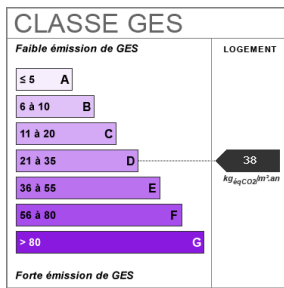 CLASSE GES
Faible émission de GES
LOGEMENT
≤ 5 A
6 à 10 B
11 à 20 C
21 à 35 D
38
kgéqCO2/m².an
36 à 55 E
56 à 80 F
> 80 G
Forte émission de GES